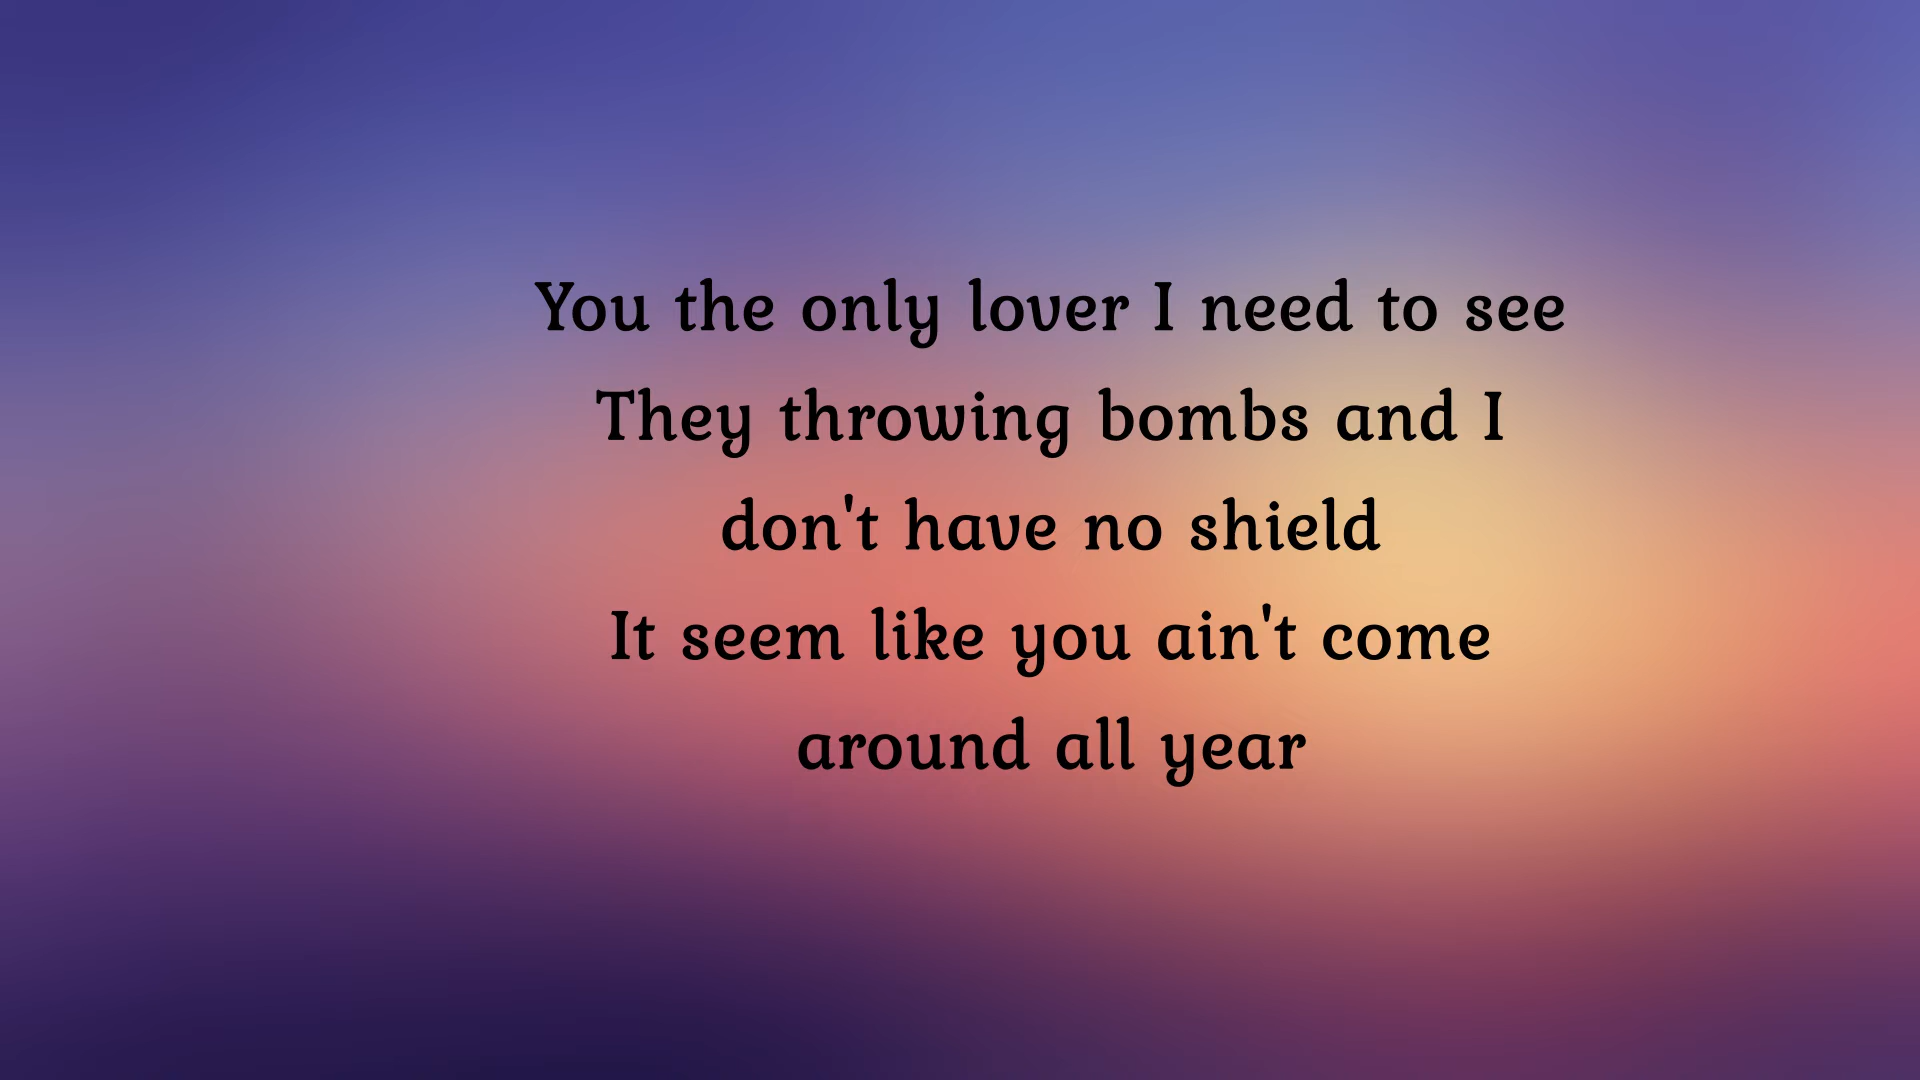 You the only lover I need to see
They throwing bombs and I
don't have no shield
It seem like you ain't come
around all year